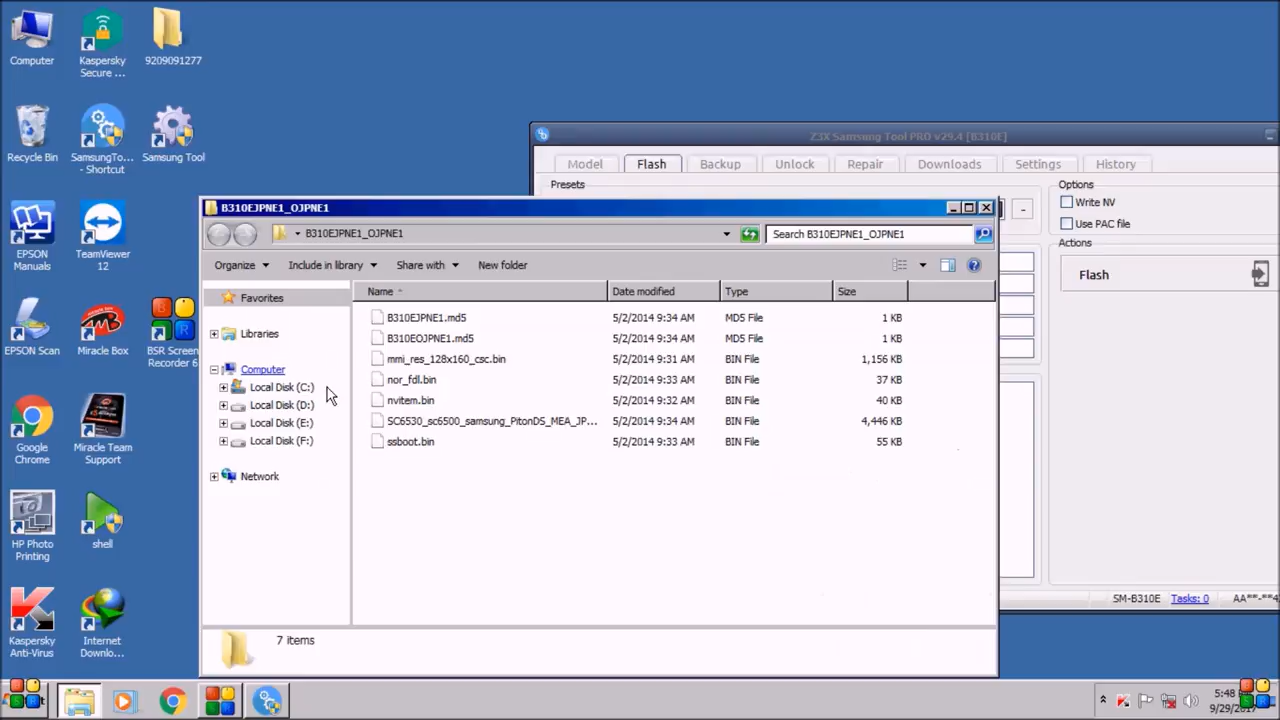 Computer
Kaspersky
Secure ...
9209091277
Recycle Bin
SamsungTo...
- Shortcut
Samsung Tool
EPSON
Manuals
TeamViewer
12
EPSON Scan
Miracle Box
BSR Screen
Recorder 6
Google
Chrome
Miracle Team
Support
HP Photo
Printing
shell
Kaspersky
Anti-Virus
Internet
Downlo...
Z3X Samsung Tool PRO v29.4 [B310E]
Model
Flash
Backup
Unlock
Repair
Downloads
Settings
History
Presets
-
Options
Write NV
Use PAC file
Actions
Flash
SM-B310E
Tasks: 0
B310EJPNE1_OJPNE1
B310EJPNE1_OJPNE1
Search B310EJPNE1_OJPNE1
Organize
Include in library
Share with
New folder
Favorites
Libraries
Computer
Local Disk (C:)
Local Disk (D:)
Local Disk (E:)
Local Disk (F:)
Network
Name Date modified Type Size
B310EJPNE1.md5 5/2/2014 9:34 AM MD5 File 1 KB
B310EOJPNE1.md5 5/2/2014 9:34 AM MD5 File 1 KB
mmi_res_128x160_csc.bin 5/2/2014 9:31 AM BIN File 1,156 KB
nor_fdl.bin 5/2/2014 9:33 AM BIN File 37 KB
nvitem.bin 5/2/2014 9:32 AM BIN File 40 KB
SC6530_sc6500_samsung_PitonDS_MEA_JP... 5/2/2014 9:34 AM BIN File 4,446 KB
ssboot.bin 5/2/2014 9:33 AM BIN File 55 KB
7 items
5:48